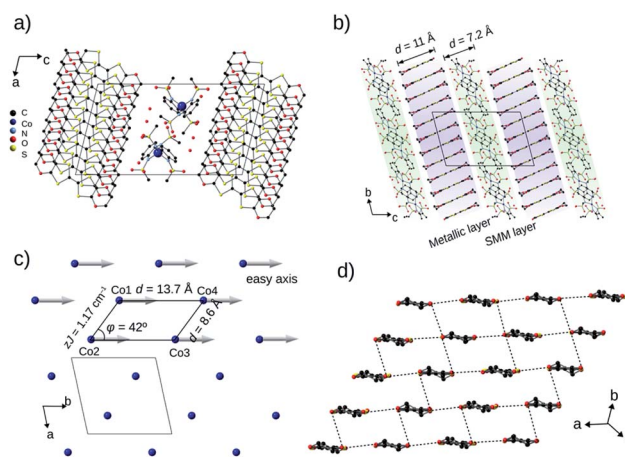 a)
c
a
C
Co
N
O
S
b)
d = 11 Å
d = 7.2 Å
b
c
Metallic layer
SMM layer
c)
easy axis
Co1 d = 13.7 Å Co4
zJ = 1.17 cm⁻¹
φ = 42º
d = 8.6 Å
Co2
Co3
b
a
d)
b
a